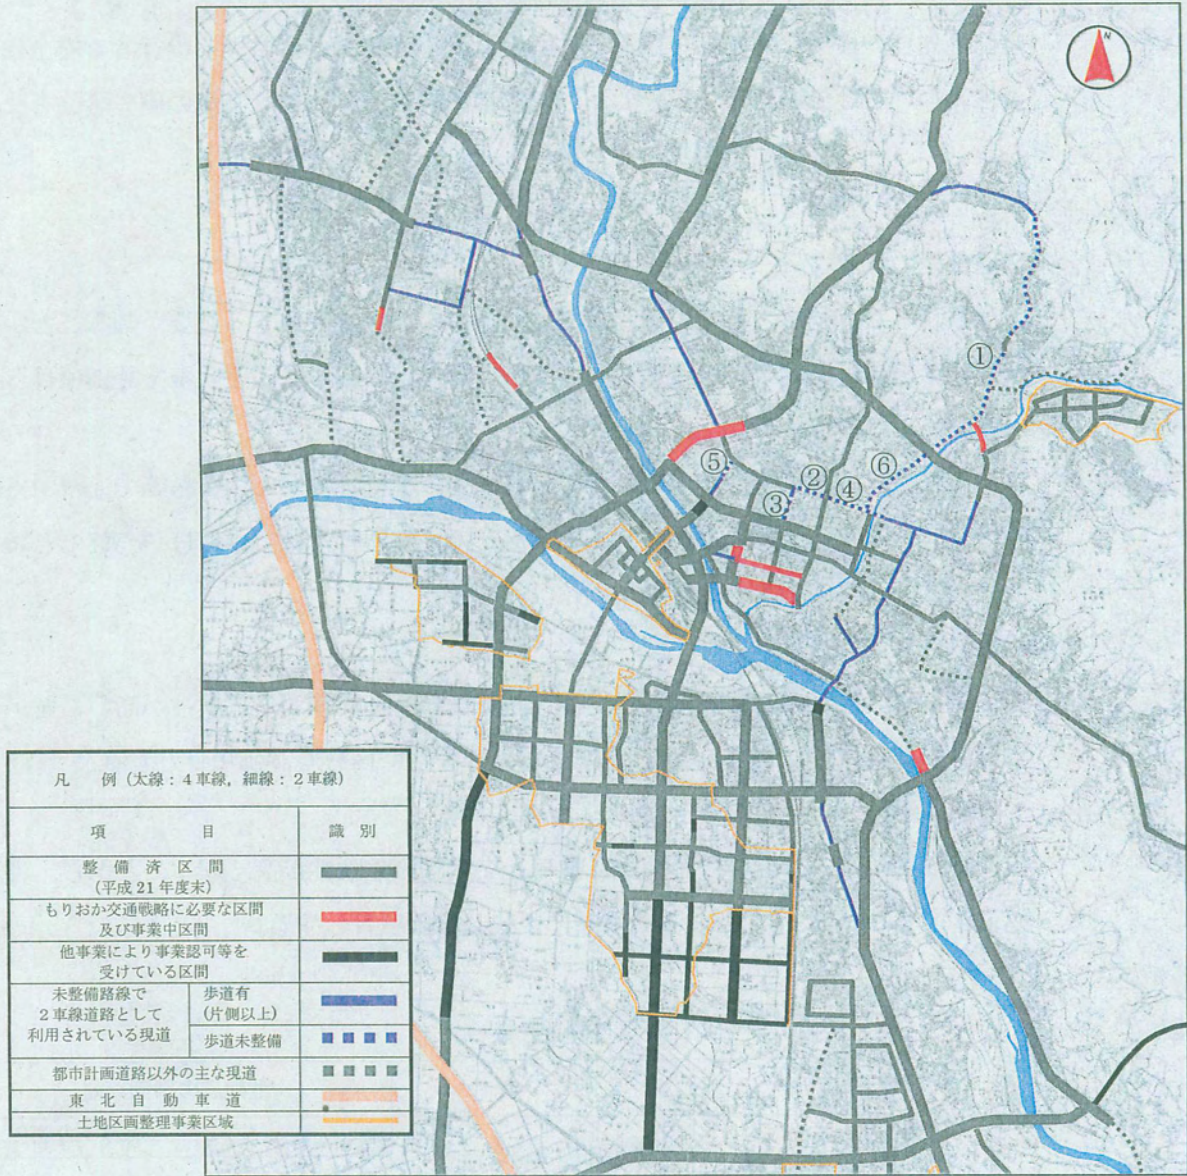 N
①
⑥
⑤
②
③
④
凡 例 (太線:4車線, 細線:2車線)
項 目
識 別
整 備 済 区 間
(平成21年度末)
もりおか交通戦略に必要な区間
及び事業中区間
他事業により事業認可等を
受けている区間
未整備路線で
2車線道路として
利用されている現道
歩道有
(片側以上)
歩道未整備
都市計画道路以外の主な現道
東 北 自 動 車 道
土地区画整理事業区域